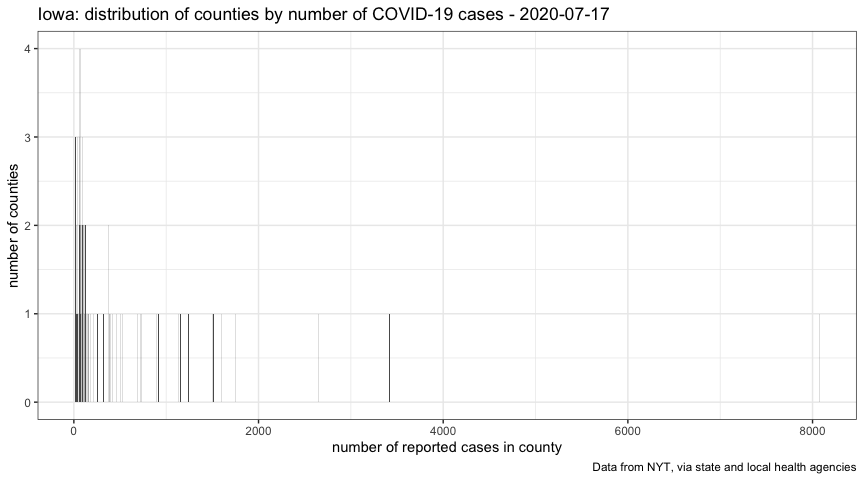 Iowa: distribution of counties by number of COVID-19 cases - 2020-07-17
number of counties
4
3
2
1
0
0 2000 4000 6000 8000
number of reported cases in county
Data from NYT, via state and local health agencies